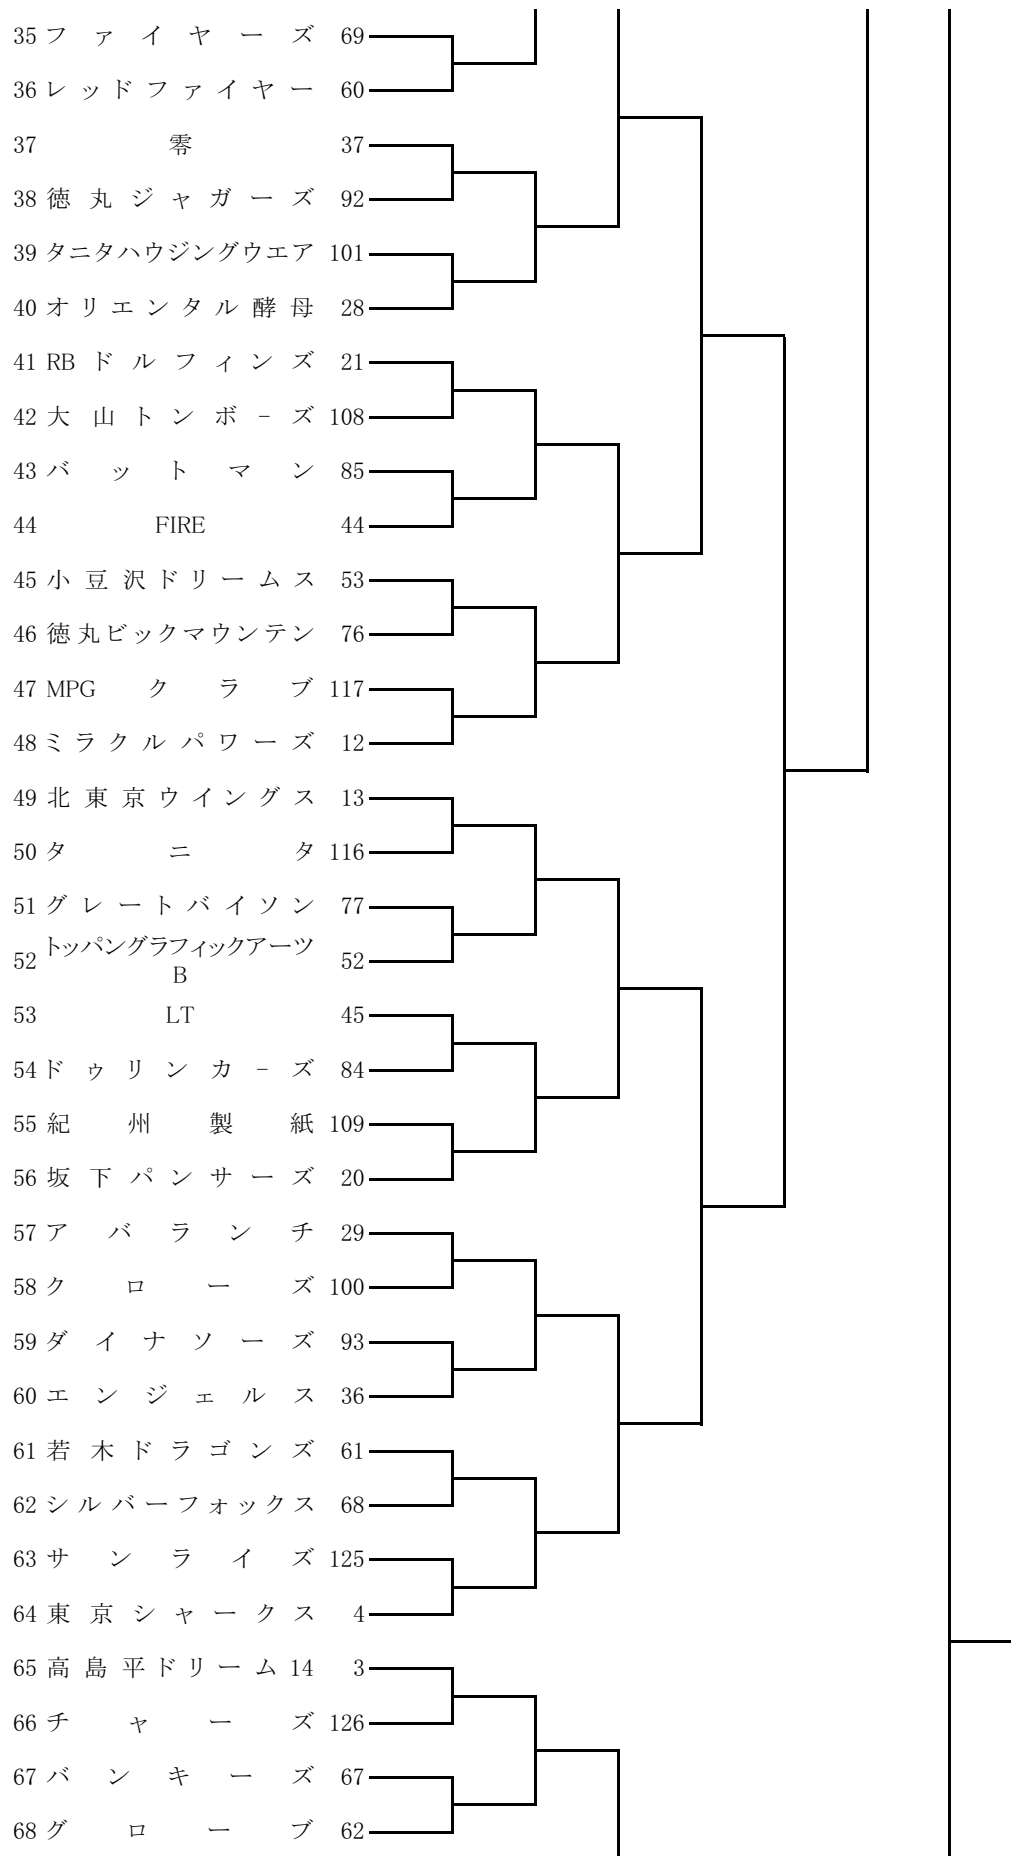 35 ファイヤーズ 69
36 レッドファイヤー 60
37 零 37
38 徳丸ジャガーズ 92
39 タニタハウジングウエア 101
40 オリエンタル酵母 28
41 RBドルフィンズ 21
42 大山トンボ-ズ 108
43 バットマン 85
44 FIRE 44
45 小豆沢ドリームス 53
46 徳丸ビックマウンテン 76
47 MPGクラブ 117
48 ミラクルパワーズ 12
49 北東京ウイングス 13
50 タニタ 116
51 グレートバイソン 77
52 トッパングラフィックアーツ 52
B
53 LT 45
54 ドゥリンカ-ズ 84
55 紀州製紙 109
56 坂下パンサーズ 20
57 アバランチ 29
58 クローズ 100
59 ダイナソーズ 93
60 エンジェルス 36
61 若木ドラゴンズ 61
62 シルバーフォックス 68
63 サンライズ 125
64 東京シャークス 4
65 高島平ドリーム14 3
66 チャーズ 126
67 バンキーズ 67
68 グローブ 62